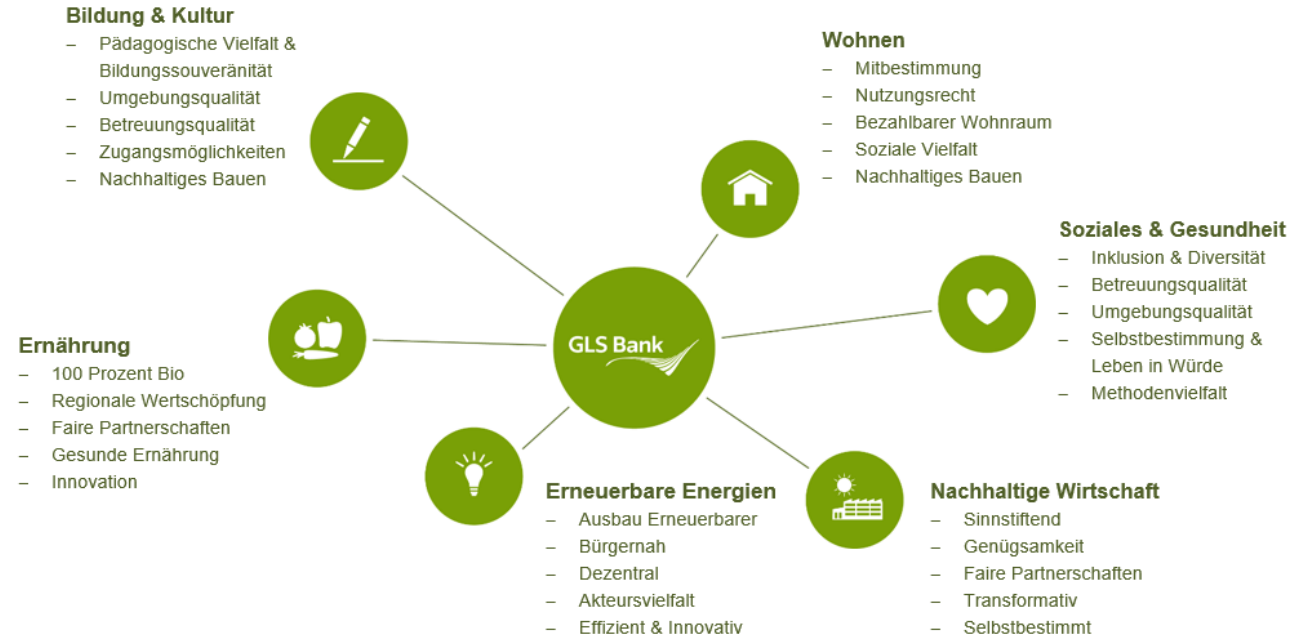 Bildung & Kultur
– Pädagogische Vielfalt &
Bildungssouveränität
– Umgebungsqualität
– Betreuungsqualität
– Zugangsmöglichkeiten
– Nachhaltiges Bauen
Wohnen
– Mitbestimmung
– Nutzungsrecht
– Bezahlbarer Wohnraum
– Soziale Vielfalt
– Nachhaltiges Bauen
Soziales & Gesundheit
– Inklusion & Diversität
– Betreuungsqualität
– Umgebungsqualität
– Selbstbestimmung &
Leben in Würde
– Methodenvielfalt
GLS Bank
Ernährung
– 100 Prozent Bio
– Regionale Wertschöpfung
– Faire Partnerschaften
– Gesunde Ernährung
– Innovation
Erneuerbare Energien
– Ausbau Erneuerbarer
– Bürgernah
– Dezentral
– Akteursvielfalt
– Effizient & Innovativ
Nachhaltige Wirtschaft
– Sinnstiftend
– Genügsamkeit
– Faire Partnerschaften
– Transformativ
– Selbstbestimmt